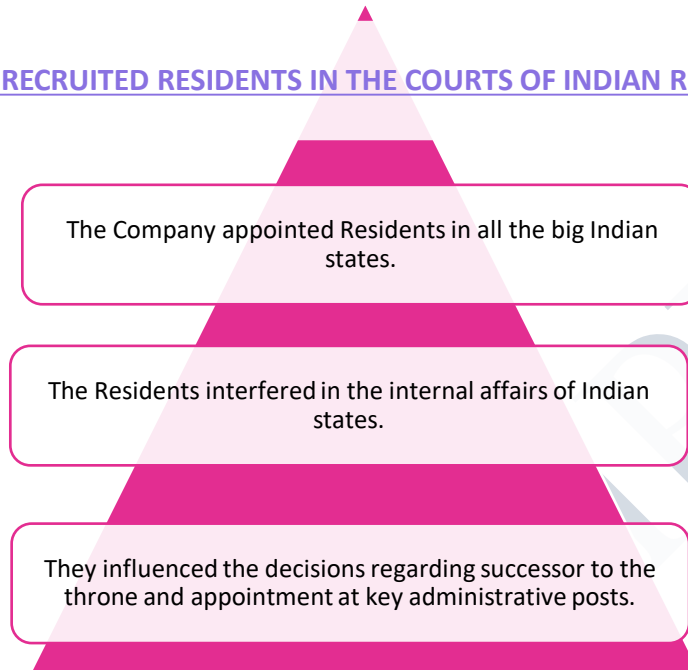 RECRUITED RESIDENTS IN THE COURTS OF INDIAN R
The Company appointed Residents in all the big Indian
states.
The Residents interfered in the internal affairs of Indian
states.
They influenced the decisions regarding successor to the
throne and appointment at key administrative posts.